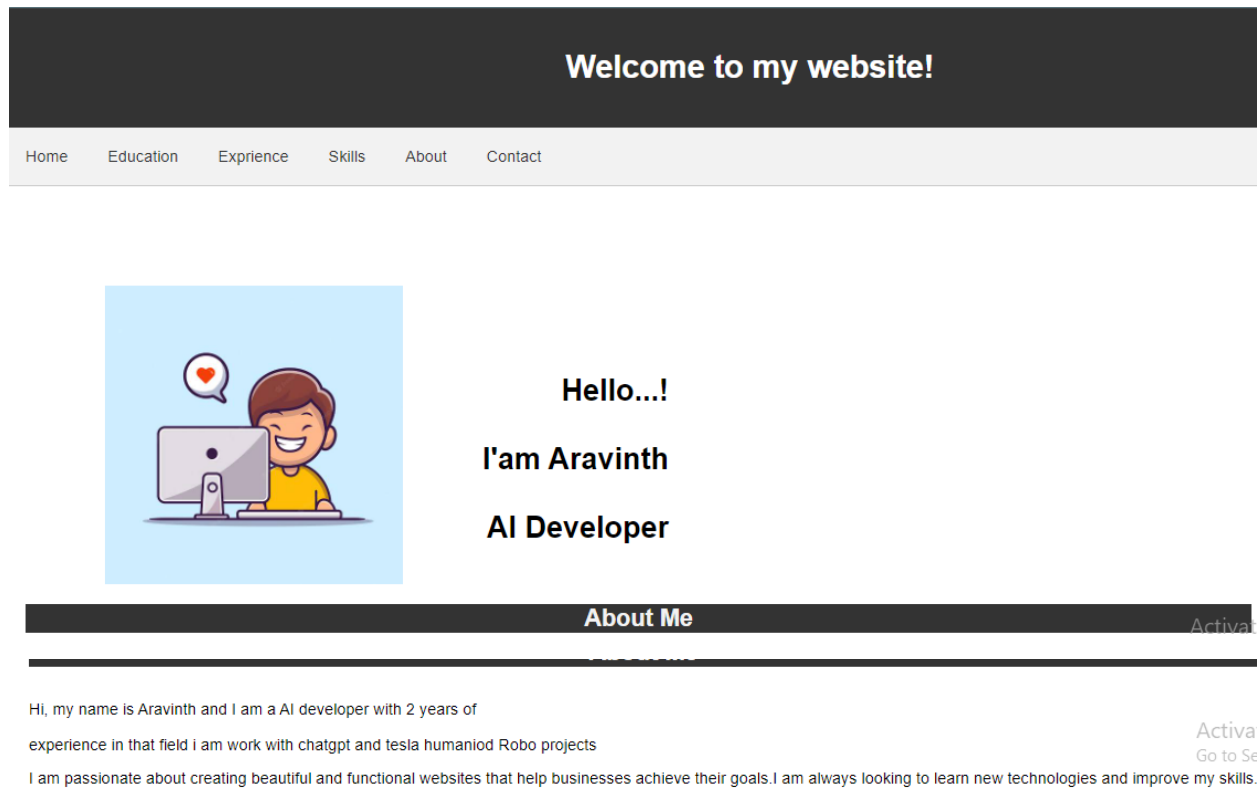 Welcome to my website!
Home Education Exprience Skills About Contact
Hello...!
I'am Aravinth
AI Developer
About Me
Hi, my name is Aravinth and I am a AI developer with 2 years of
experience in that field i am work with chatgpt and tesla humaniod Robo projects
I am passionate about creating beautiful and functional websites that help businesses achieve their goals.I am always looking to learn new technologies and improve my skills.